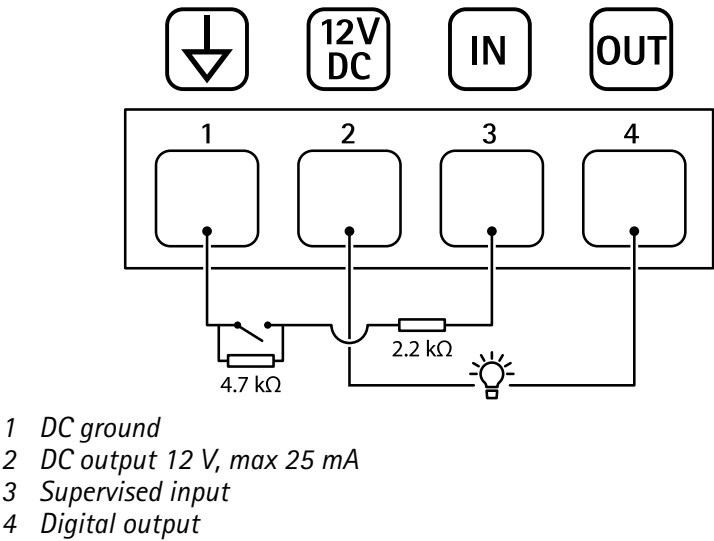 12V
DC
IN
OUT
1 2 3 4
2.2 kΩ
4.7 kΩ
1 DC ground
2 DC output 12 V, max 25 mA
3 Supervised input
4 Digital output